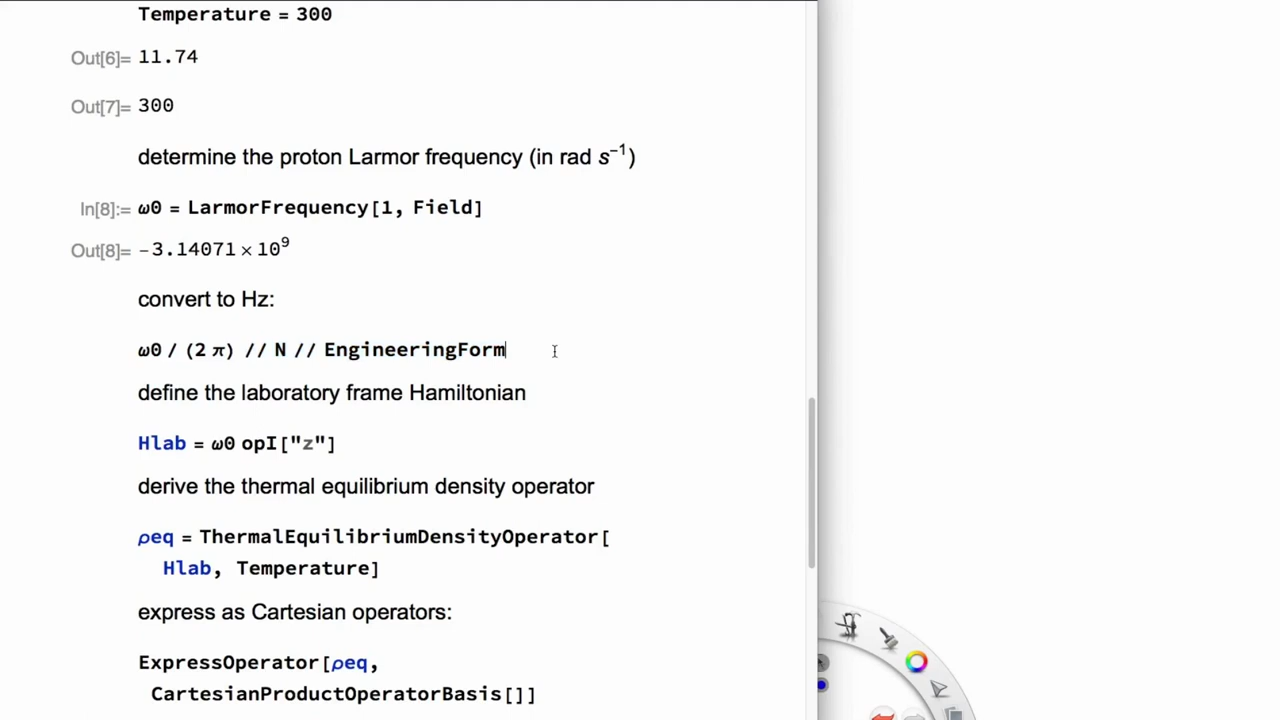 Temperature = 300
Out[6]= 11.74
Out[7]= 300
determine the proton Larmor frequency (in rad s⁻¹)
In[8]:= ω0 = LarmorFrequency[1, Field]
Out[8]= -3.14071 × 10⁹
convert to Hz:
ω0 / (2 π) // N // EngineeringForm
define the laboratory frame Hamiltonian
Hlab = ω0 opI["z"]
derive the thermal equilibrium density operator
ρeq = ThermalEquilibriumDensityOperator[
Hlab, Temperature]
express as Cartesian operators:
ExpressOperator[ρeq,
CartesianProductOperatorBasis[]]